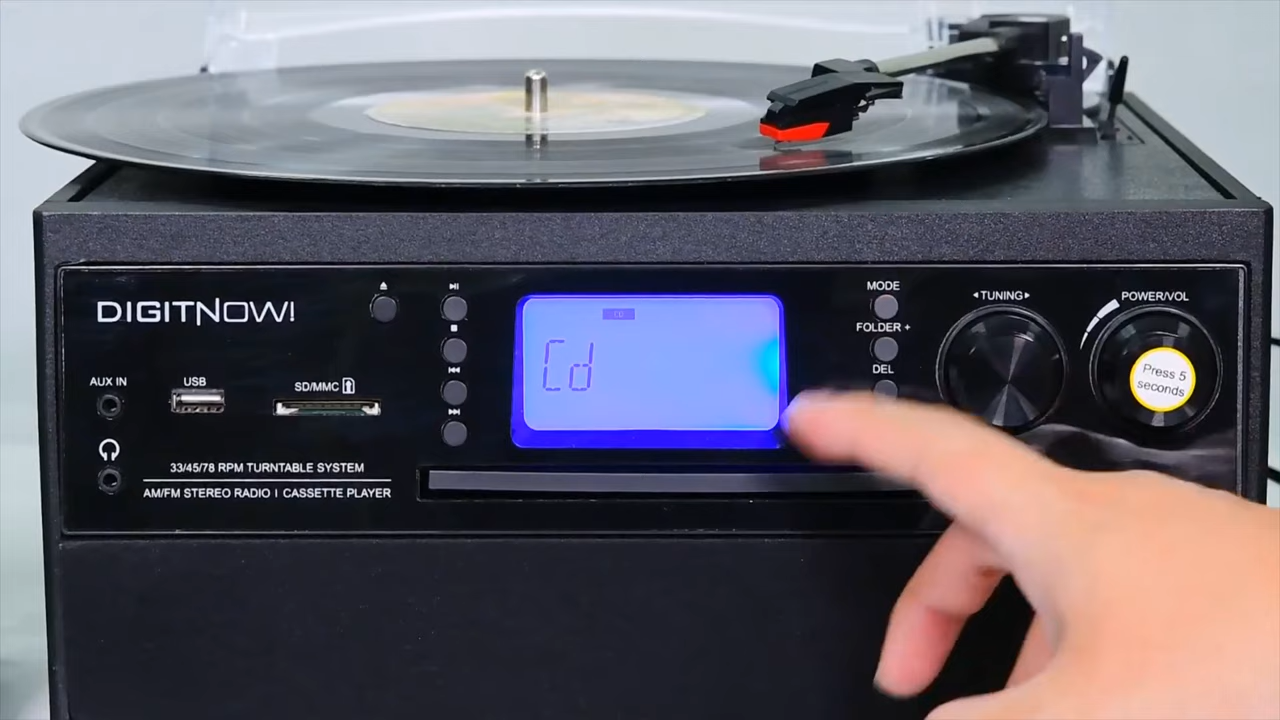 DIGITNOW!
AUX IN
USB
SD/MMC
33/45/78 RPM TURNTABLE SYSTEM
AM/FM STEREO RADIO | CASSETTE PLAYER
CD
Cd
MODE
FOLDER +
DEL
TUNING
POWER/VOL
Press 5
seconds